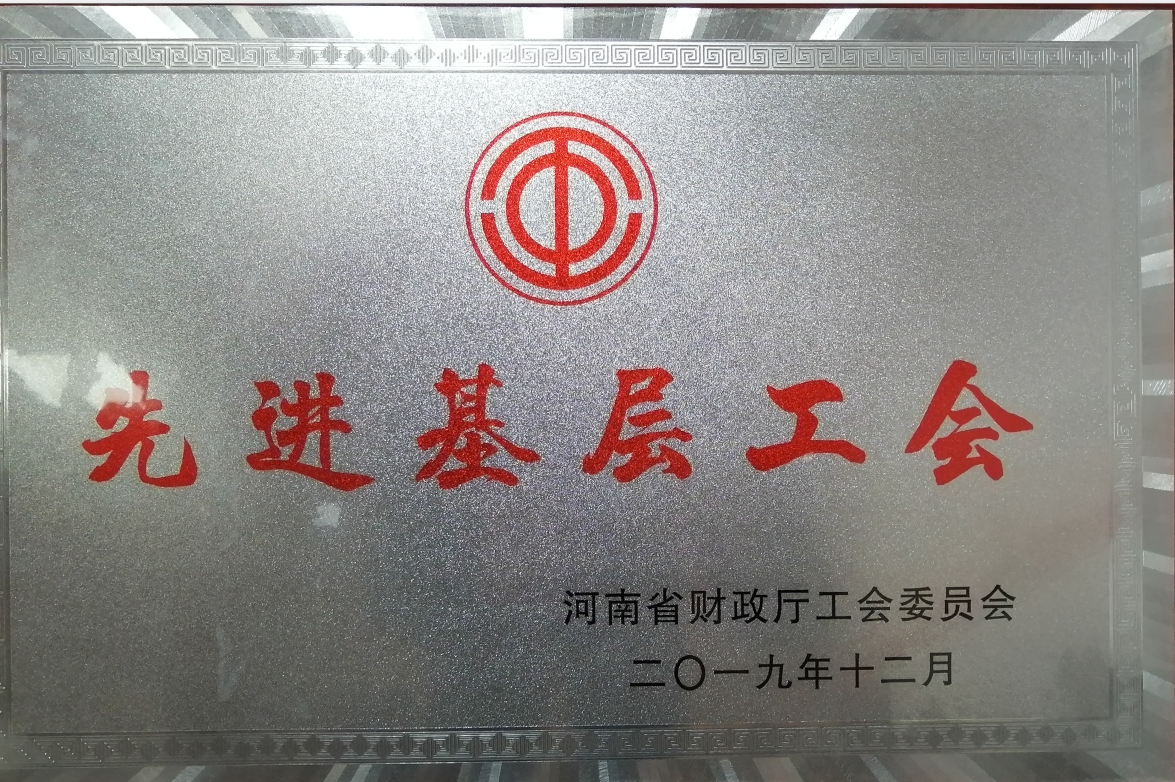 先进基层工会
河南省财政厅工会委员会
二〇一九年十二月